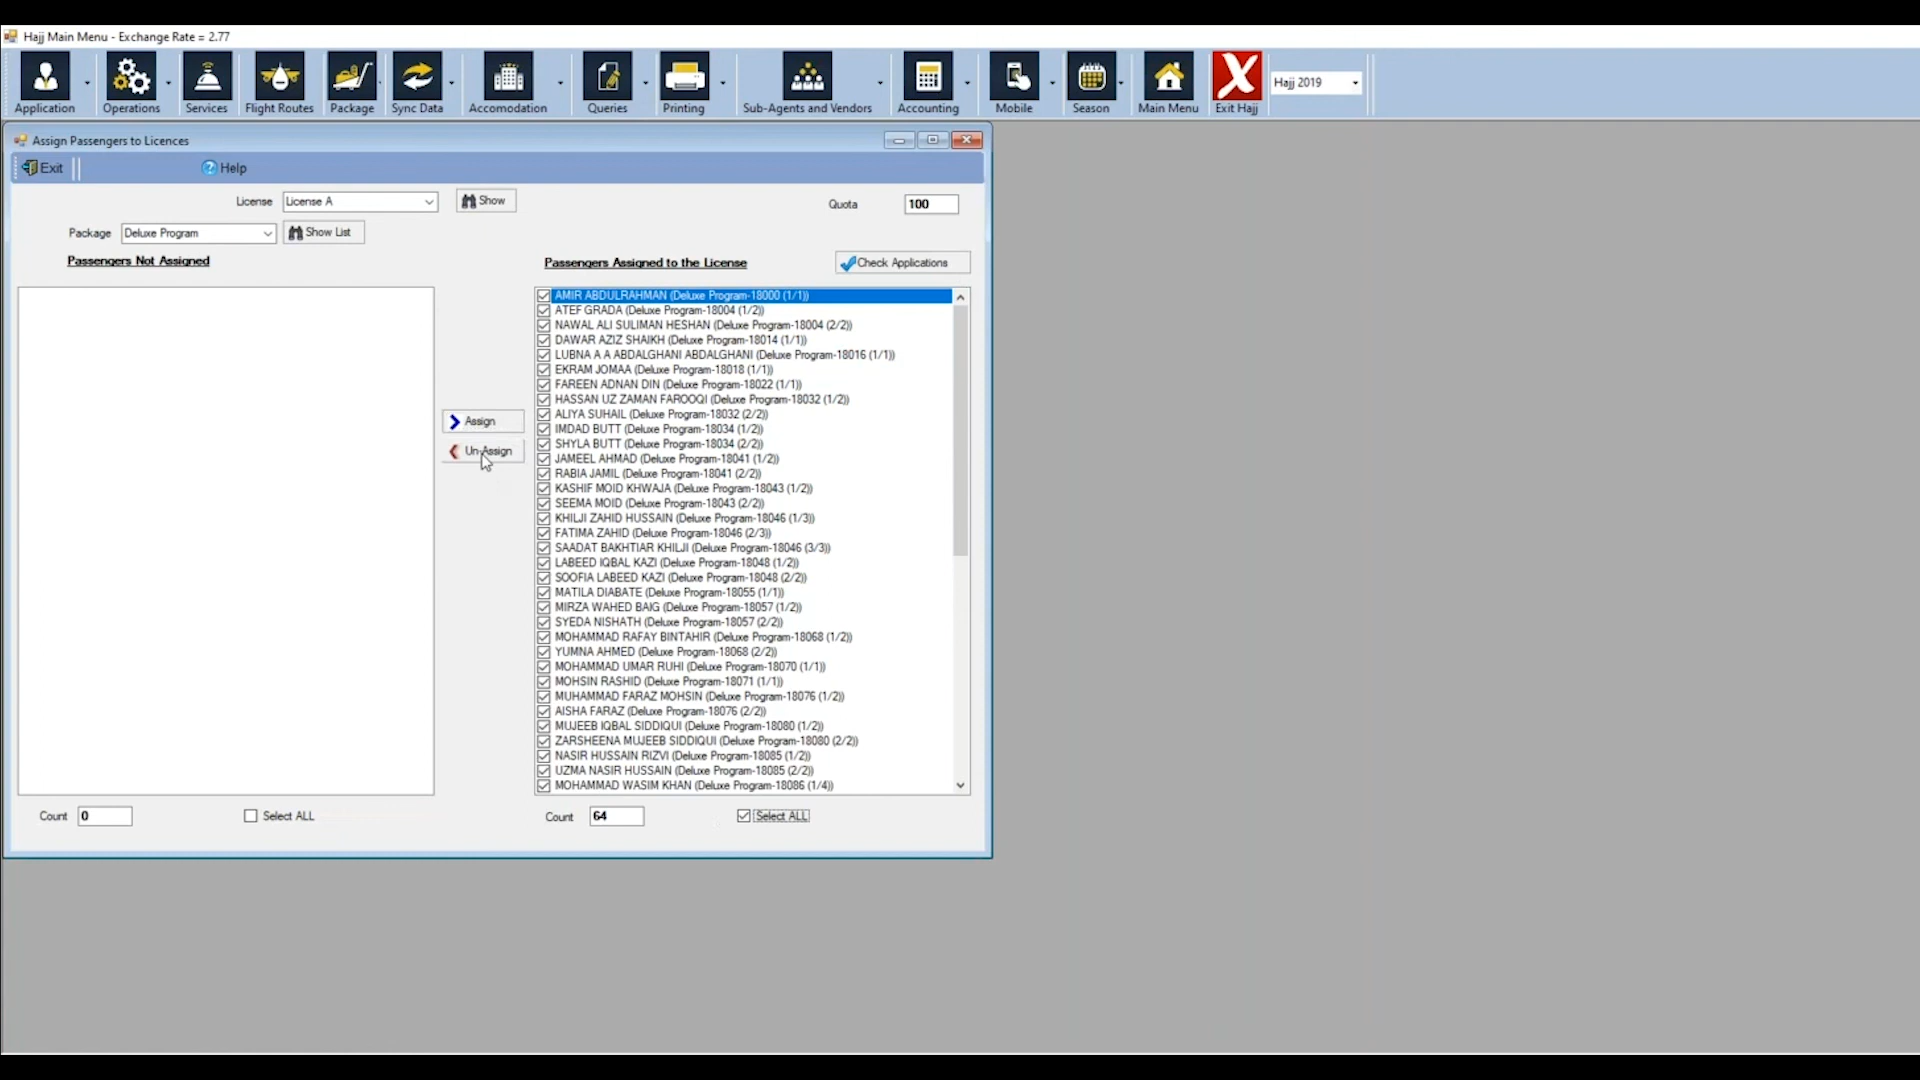 Hajj Main Menu - Exchange Rate = 2.77
Application Operations Services Flight Routes Package Sync Data Accomodation Queries Printing Sub-Agents and Vendors Accounting Mobile Season Main Menu Exit Hajj Hajj 2019
Assign Passengers to Licences
Exit Help
License License A Show Quota 100
Package Deluxe Program Show List
Passengers Not Assigned
Passengers Assigned to the License Check Applications
AMIR ABDULRAHMAN (Deluxe Program-18000 (1/1))
ATEF GRADA (Deluxe Program-18004 (1/2))
NAWAL ALI SULIMAN HESHAN (Deluxe Program-18004 (2/2))
DAWAR AZIZ SHAIKH (Deluxe Program-18014 (1/1))
LUBNA A A ABDALGHANI ABDALGHANI (Deluxe Program-18016 (1/1))
EKRAM JOMAA (Deluxe Program-18018 (1/1))
FAREEN ADNAN DIN (Deluxe Program-18022 (1/1))
HASSAN UZ ZAMAN FAROOQI (Deluxe Program-18032 (1/2))
ALIYA SUHAIL (Deluxe Program-18032 (2/2))
Assign
IMDAD BUTT (Deluxe Program-18034 (1/2))
SHYLA BUTT (Deluxe Program-18034 (2/2))
Un-Assign
JAMEEL AHMAD (Deluxe Program-18041 (1/2))
RABIA JAMIL (Deluxe Program-18041 (2/2))
KASHIF MOID KHWAJA (Deluxe Program-18043 (1/2))
SEEMA MOID (Deluxe Program-18043 (2/2))
KHILJI ZAHID HUSSAIN (Deluxe Program-18046 (1/3))
FATIMA ZAHID (Deluxe Program-18046 (2/3))
SAADAT BAKHTIAR KHILJI (Deluxe Program-18046 (3/3))
LABEED IQBAL KAZI (Deluxe Program-18048 (1/2))
SOOFIA LABEED KAZI (Deluxe Program-18048 (2/2))
MATILA DIABATE (Deluxe Program-18055 (1/1))
MIRZA WAHED BAIG (Deluxe Program-18057 (1/2))
SYEDA NISHATH (Deluxe Program-18057 (2/2))
MOHAMMAD RAFAY BINTAHIR (Deluxe Program-18068 (1/2))
YUMNA AHMED (Deluxe Program-18068 (2/2))
MOHAMMAD UMAR RUHI (Deluxe Program-18070 (1/1))
MOHSIN RASHID (Deluxe Program-18071 (1/1))
MUHAMMAD FARAZ MOHSIN (Deluxe Program-18076 (1/2))
AISHA FARAZ (Deluxe Program-18076 (2/2))
MUJEEB IQBAL SIDDIQUI (Deluxe Program-18080 (1/2))
ZARSHEENA MUJEEB SIDDIQUI (Deluxe Program-18080 (2/2))
NASIR HUSSAIN RIZVI (Deluxe Program-18085 (1/2))
UZMA NASIR HUSSAIN (Deluxe Program-18085 (2/2))
MOHAMMAD WASIM KHAN (Deluxe Program-18086 (1/4))
Count 0 Select ALL Count 64 Select ALL